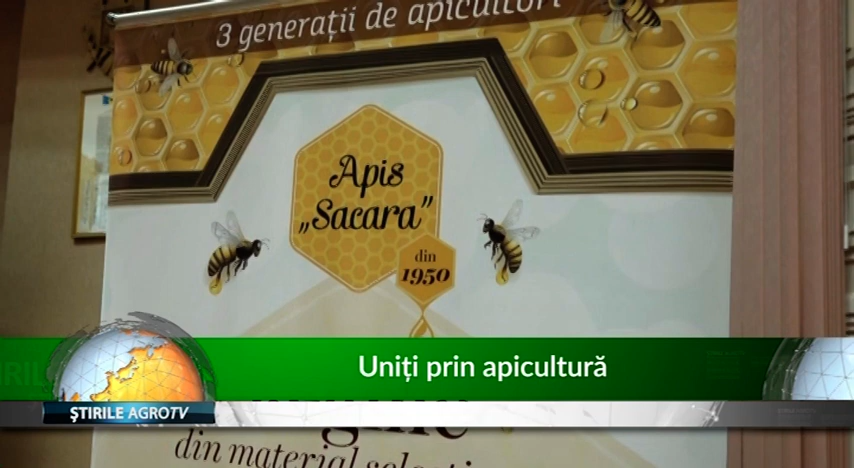 3 generații de apicultori
Apis
„Sacara”
din
1950
Uniți prin apicultură
ȘTIRILE AGROTV
din material